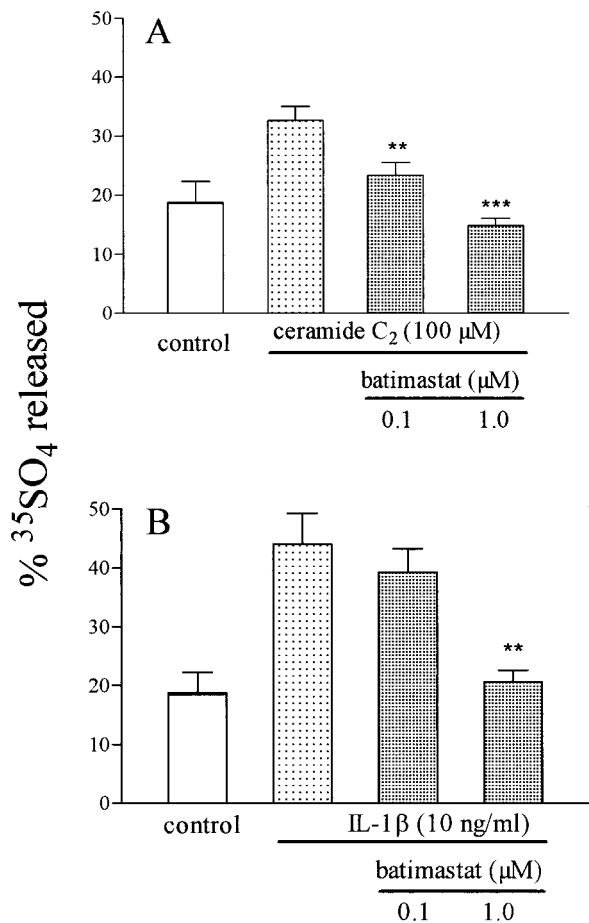 % ³⁵SO₄ released
A
50
40
30
20
10
0
**
***
control
ceramide C₂ (100 μM)
batimastat (μM)
0.1 1.0
B
50
40
30
20
10
0
**
control
IL-1β (10 ng/ml)
batimastat (μM)
0.1 1.0